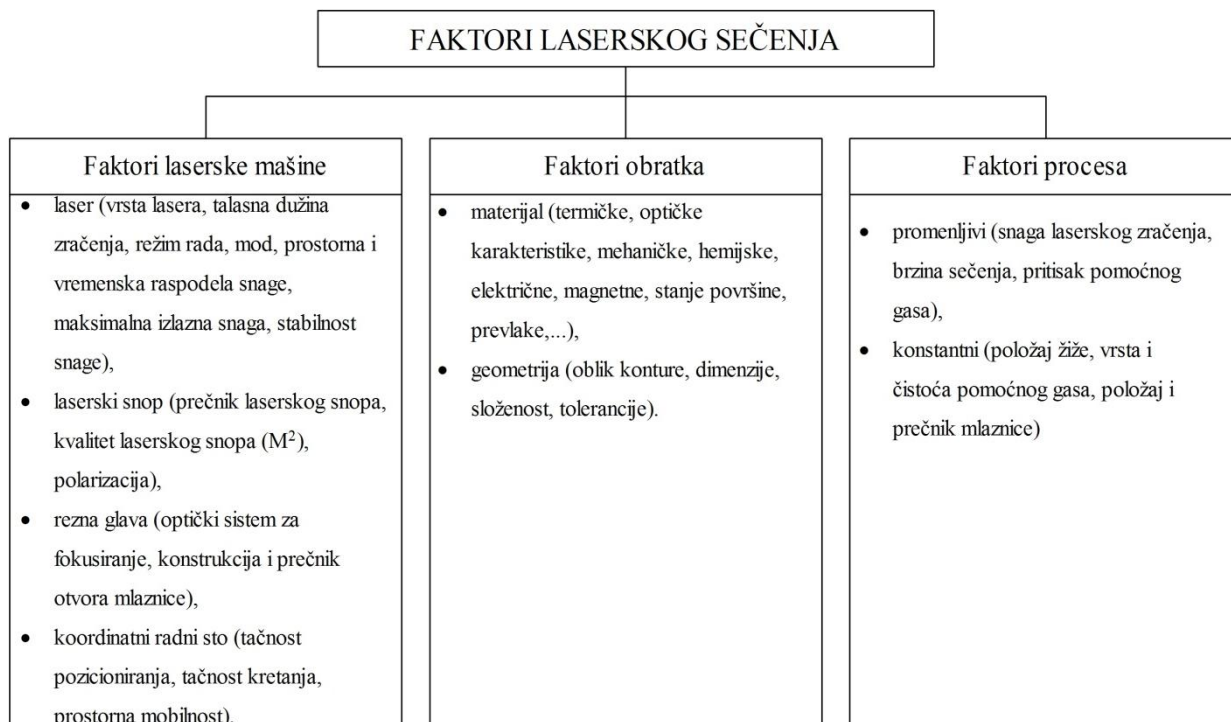 FAKTORI LASERSKOG SEČENJA
Faktori laserske mašine
• laser (vrsta lasera, talasna dužina
zračenja, režim rada, mod, prostorna i
vremenska raspodela snage,
maksimalna izlazna snaga, stabilnost
snage),
• laserski snop (prečnik laserskog snopa,
kvalitet laserskog snopa (M²),
polarizacija),
• rezna glava (optički sistem za
fokusiranje, konstrukcija i prečnik
otvora mlaznice),
• koordinatni radni sto (tačnost
pozicioniranja, tačnost kretanja,
prostorna mobilnost).
Faktori obratka
• materijal (termičke, optičke
karakteristike, mehaničke, hemijske,
električne, magnetne, stanje površine,
prevlake,...),
• geometrija (oblik konture, dimenzije,
složenost, tolerancije).
Faktori procesa
• promenljivi (snaga laserskog zračenja,
brzina sečenja, pritisak pomoćnog
gasa),
• konstantni (položaj žiže, vrsta i
čistoća pomoćnog gasa, položaj i
prečnik mlaznice)